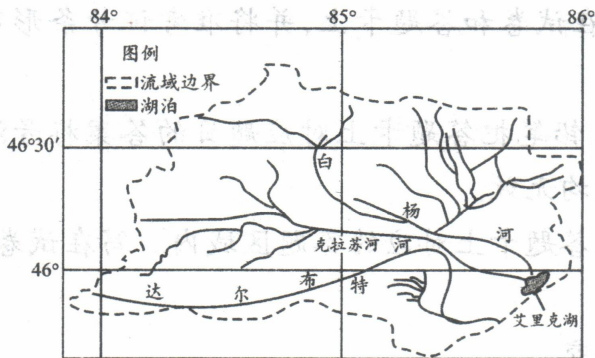 84° 85° 86°
图例
流域边界
湖泊
46°30′
白
杨
河
克拉苏河
46°
达尔布特河
艾里克湖